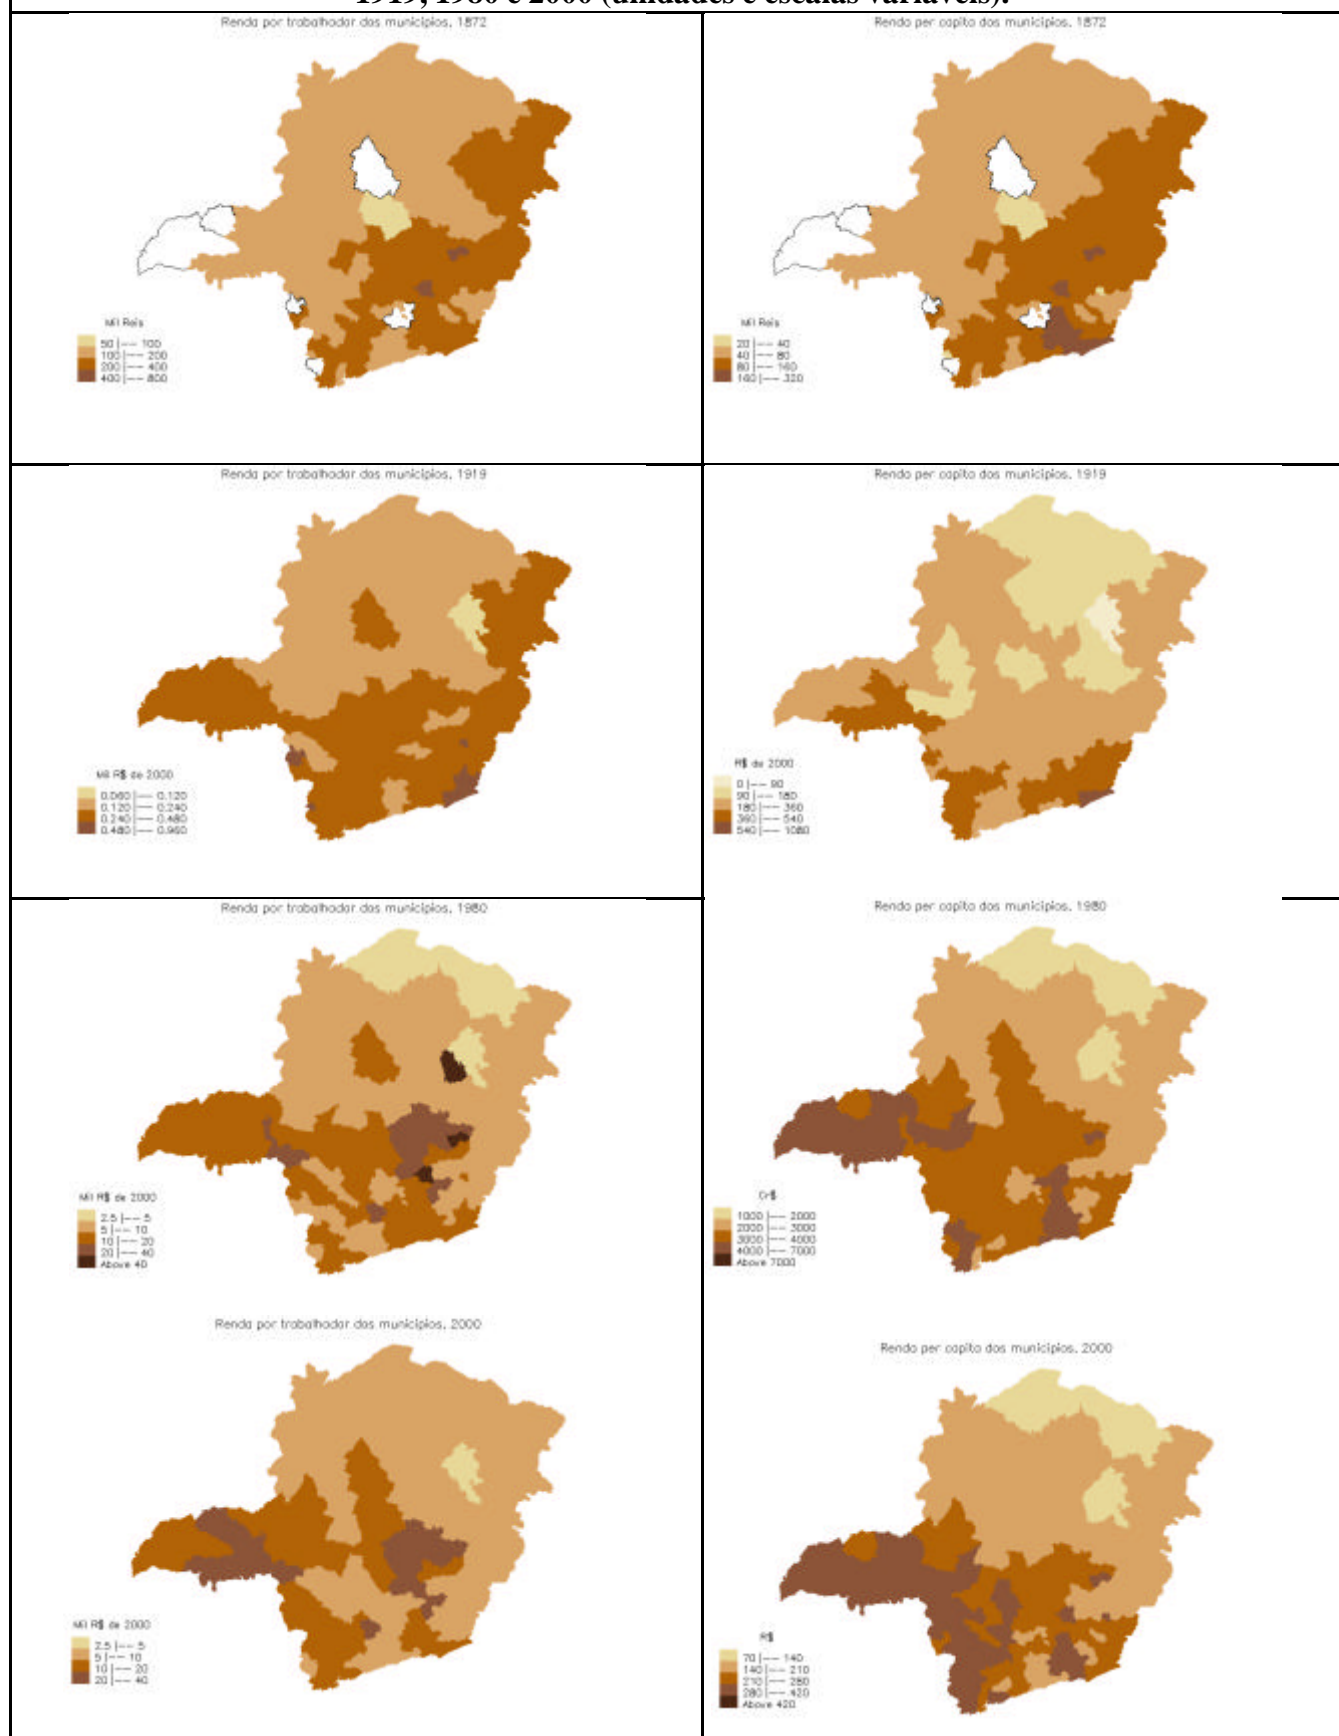 1919, 1980 e 2000 (unidades e escalas variáveis).
Renda por trabalhador dos municípios, 1872
Mil Reis
50 |-- 100
100 |-- 200
200 |-- 400
400 |-- 800
Renda per capita dos municípios, 1872
Mil Reis
20 |-- 40
40 |-- 80
80 |-- 160
160 |-- 320
Renda por trabalhador dos municípios, 1919
Mil R$ de 2000
0.060 |-- 0.120
0.120 |-- 0.240
0.240 |-- 0.480
0.480 |-- 0.960
Renda per capita dos municípios, 1919
R$ de 2000
0 |-- 90
90 |-- 180
180 |-- 360
360 |-- 540
540 |-- 1080
Renda por trabalhador dos municípios, 1980
Mil R$ de 2000
2.5 |-- 5
5 |-- 10
10 |-- 20
20 |-- 40
Above 40
Renda per capita dos municípios, 1980
Cr$
1000 |-- 2000
2000 |-- 3000
3000 |-- 4000
4000 |-- 7000
Above 7000
Renda por trabalhador dos municípios, 2000
Mil R$ de 2000
2.5 |-- 5
5 |-- 10
10 |-- 20
20 |-- 40
Renda per capita dos municípios, 2000
R$
70 |-- 140
140 |-- 210
210 |-- 280
280 |-- 420
Above 420